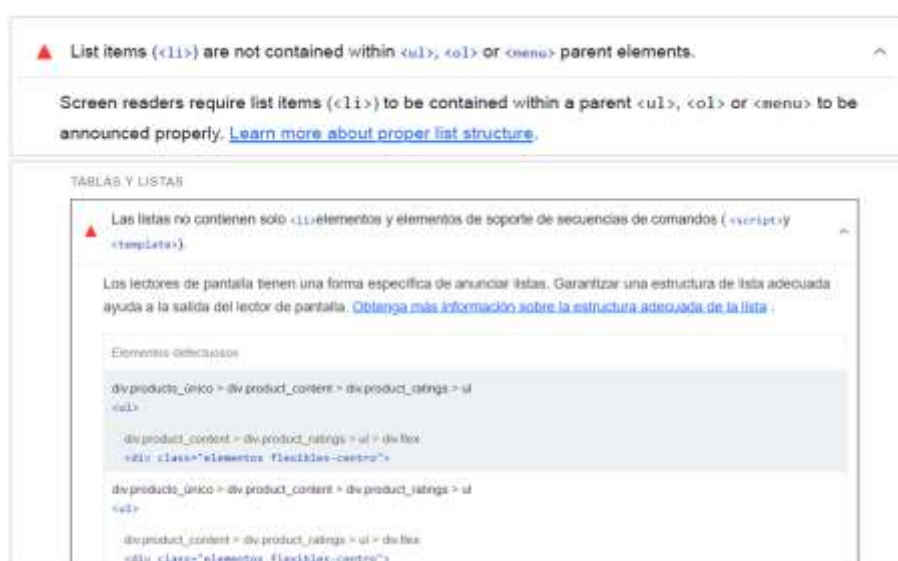 List items (<li>) are not contained within <ul>, <ol> or <menu> parent elements.
Screen readers require list items (<li>) to be contained within a parent <ul>, <ol> or <menu> to be
announced properly. Learn more about proper list structure.
TABLAS Y LISTAS
Las listas no contienen solo <li>elementos y elementos de soporte de secuencias de comandos ( <script>y
<template>).
Los lectores de pantalla tienen una forma específica de anunciar listas. Garantizar una estructura de lista adecuada
ayuda a la salida del lector de pantalla. Obtenga más información sobre la estructura adecuada de la lista .
Elementos defectuosos
div.producto_único > div.product_content > div.product_ratings > ul
<ul>
div.product_content > div.product_ratings > ul > div.flex
<div class="elementos flexibles-centro">
div.producto_único > div.product_content > div.product_ratings > ul
<ul>
div.product_content > div.product_ratings > ul > div.flex
<div class="elementos flexibles-centro">